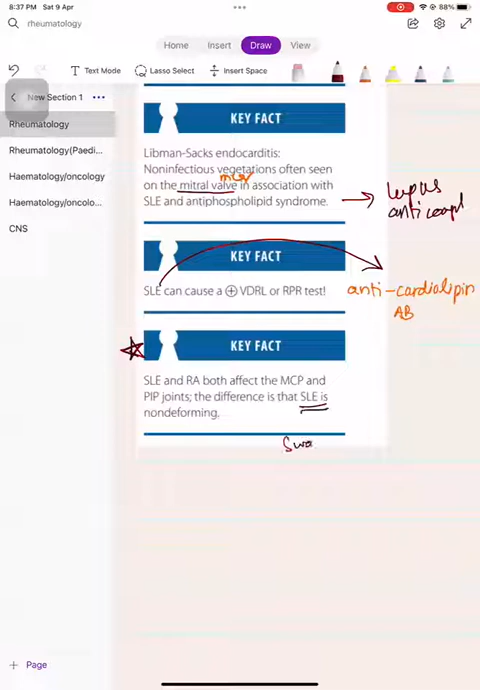 8:37 PM Sat 9 Apr
88%
rheumatology
Home Insert Draw View
Text Mode Lasso Select Insert Space
New Section 1
Rheumatology
Rheumatology(Paedi...
Haematology/oncology
Haematology/oncolo...
CNS
KEY FACT
Libman-Sacks endocarditis:
Noninfectious vegetations often seen
on the mitral valve in association with
SLE and antiphospholipid syndrome.
lupus
KEY FACT
SLE can cause a ⊕ VDRL or RPR test!
anti-cardiolipin
AB
KEY FACT
SLE and RA both affect the MCP and
PIP joints; the difference is that SLE is
nondeforming.
Swa
+ Page